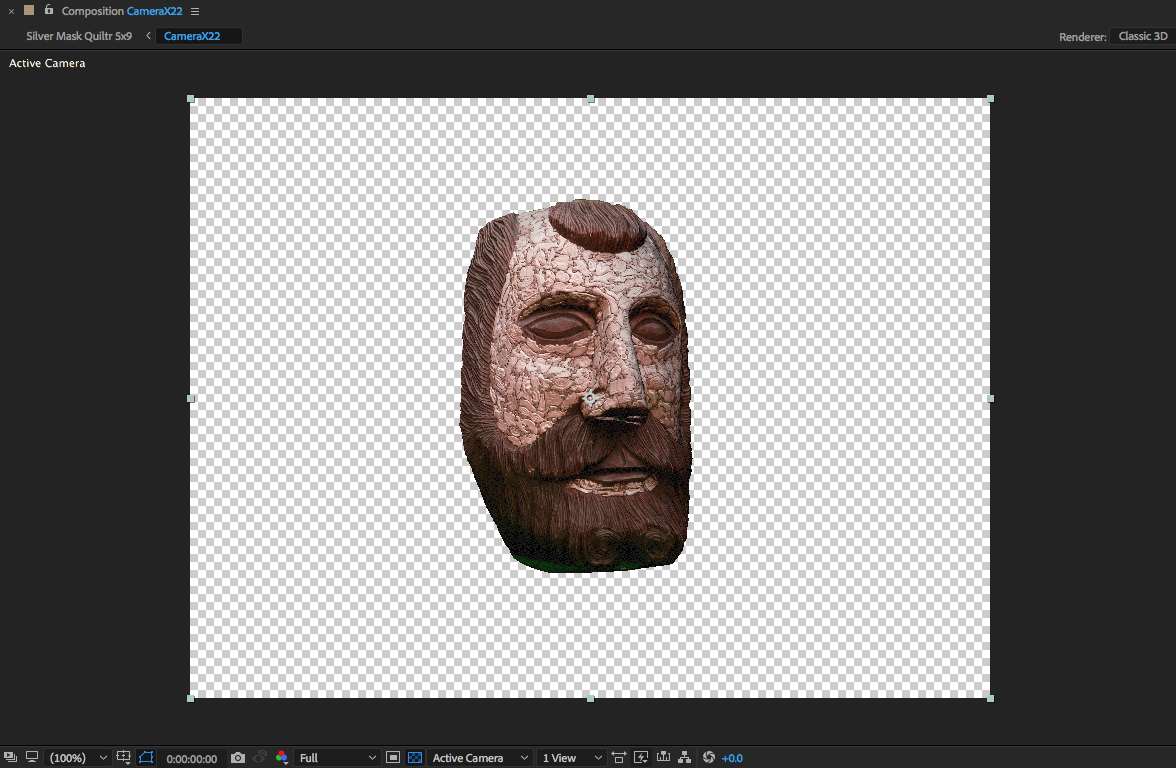 Composition CameraX22
Silver Mask Quiltr 5x9 CameraX22
Renderer: Classic 3D
Active Camera
(100%) 0:00:00:00 Full Active Camera 1 View +0.0